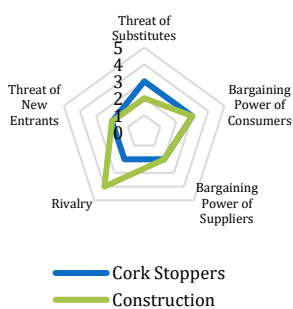 Threat of
Substitutes
5
4
3
2
1
0
Threat of
New
Entrants
Bargaining
Power of
Consumers
Rivalry
Bargaining
Power of
Suppliers
Cork Stoppers
Construction